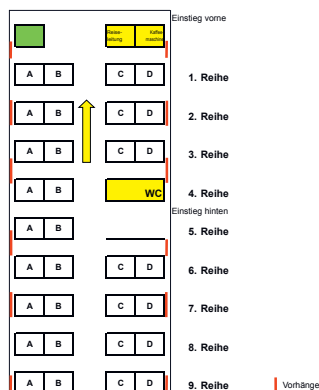 Einstieg vorne
Reise- Kaffee-
leitung maschine
A B C D 1. Reihe
A B C D 2. Reihe
A B C D 3. Reihe
A B WC 4. Reihe
Einstieg hinten
A B 5. Reihe
A B C D 6. Reihe
A B C D 7. Reihe
A B C D 8. Reihe
A B C D 9. Reihe Vorhänge